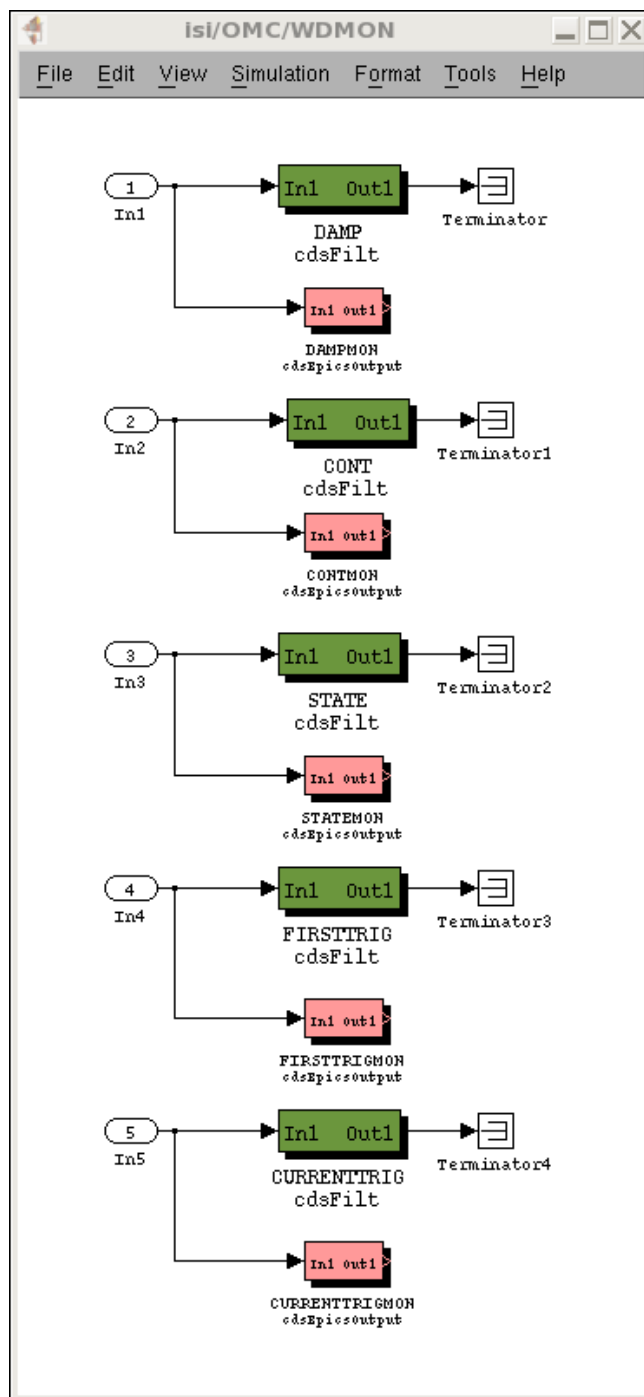 isi/OMC/WDMON
File Edit View Simulation Format Tools Help
1
In1
In1 Out1
DAMP
cdsFilt
Terminator
In1 Out1
DAMPMON
cdsEpicsOutput
2
In2
In1 Out1
CONT
cdsFilt
Terminator1
In1 Out1
CONTMON
cdsEpicsOutput
3
In3
In1 Out1
STATE
cdsFilt
Terminator2
In1 Out1
STATEMON
cdsEpicsOutput
4
In4
In1 Out1
FIRSTTRIG
cdsFilt
Terminator3
In1 Out1
FIRSTTRIGMON
cdsEpicsOutput
5
In5
In1 Out1
CURRENTTRIG
cdsFilt
Terminator4
In1 Out1
CURRENTTRIGMON
cdsEpicsOutput